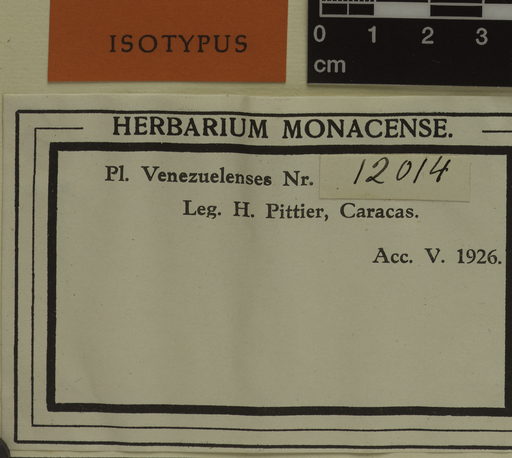 ISOTYPUS
0 1 2 3
cm
HERBARIUM MONACENSE.
Pl. Venezuelenses Nr. 12014
Leg. H. Pittier, Caracas.
Acc. V. 1926.